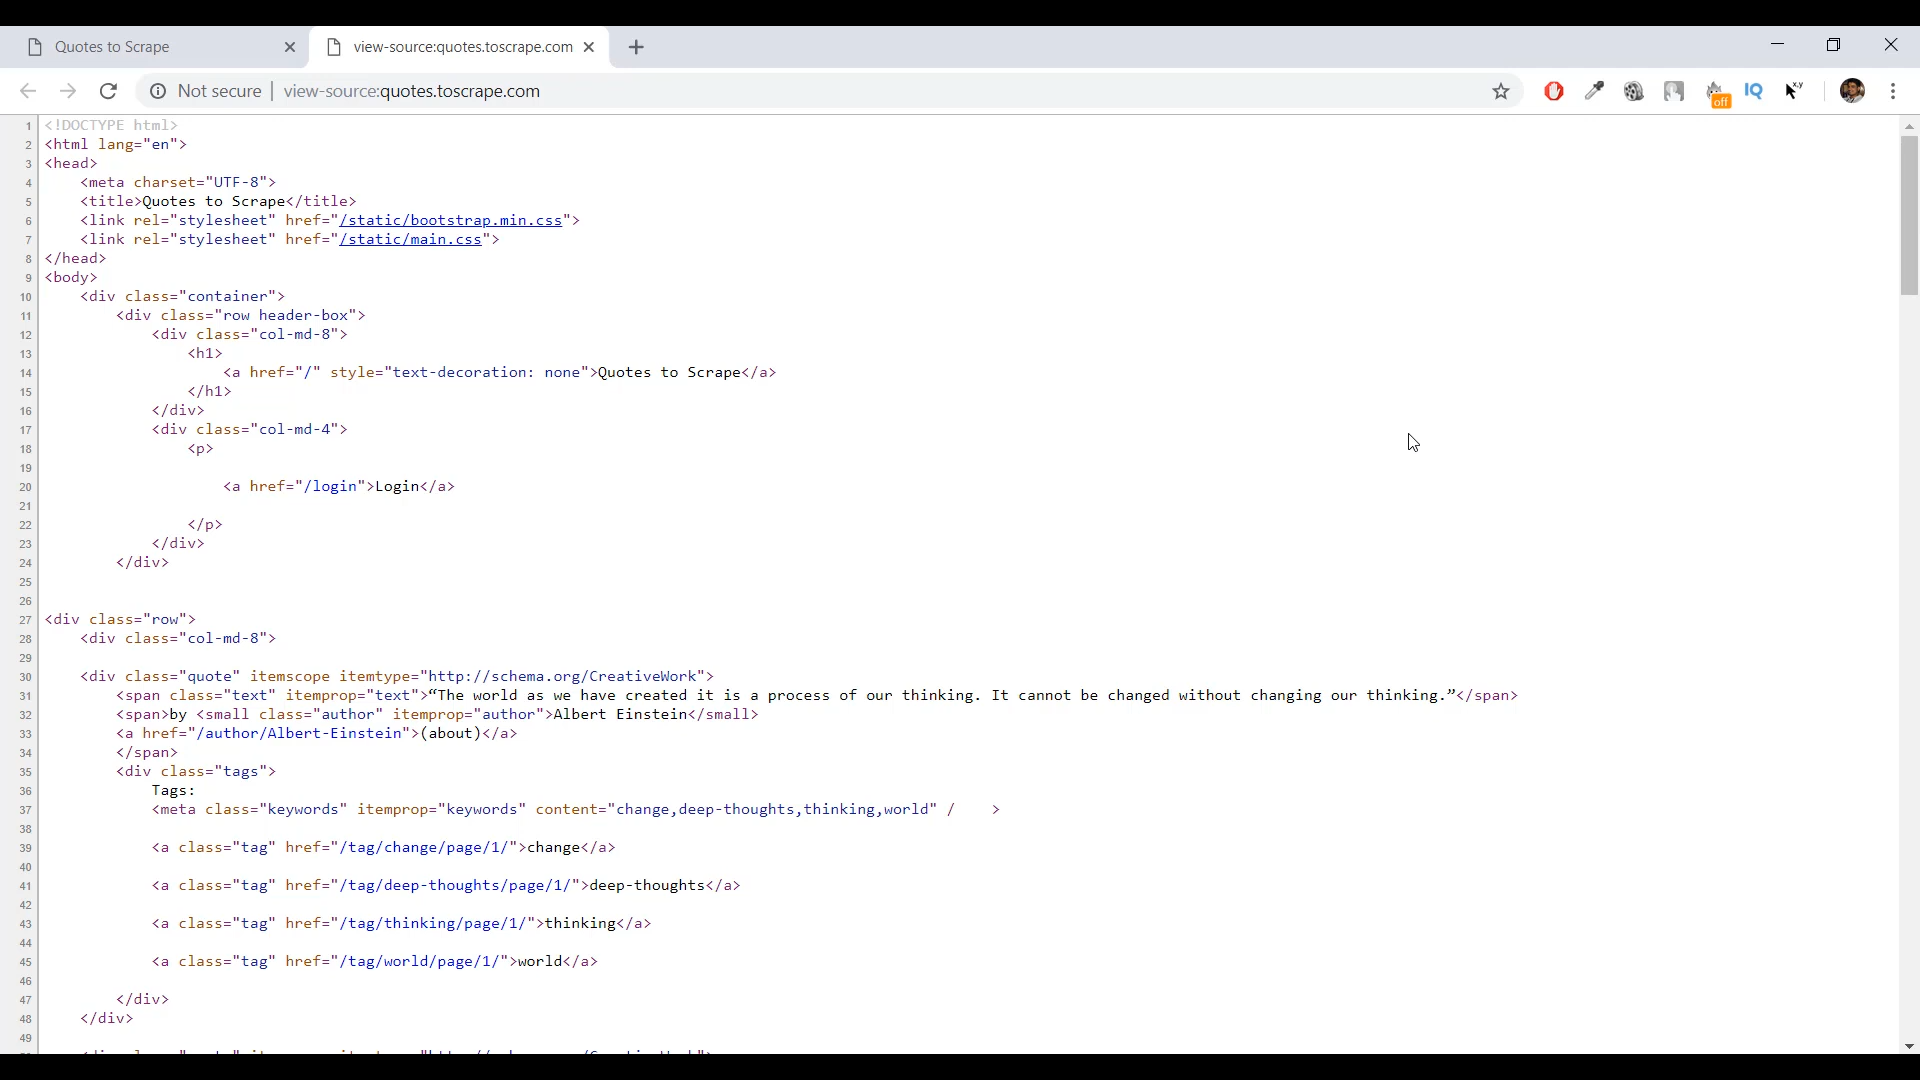 Quotes to Scrape
view-source:quotes.toscrape.com
Not secure | view-source:quotes.toscrape.com
off
IQ
x,y
1 <!DOCTYPE html>
2 <html lang="en">
3 <head>
4 <meta charset="UTF-8">
5 <title>Quotes to Scrape</title>
6 <link rel="stylesheet" href="/static/bootstrap.min.css">
7 <link rel="stylesheet" href="/static/main.css">
8 </head>
9 <body>
10 <div class="container">
11 <div class="row header-box">
12 <div class="col-md-8">
13 <h1>
14 <a href="/" style="text-decoration: none">Quotes to Scrape</a>
15 </h1>
16 </div>
17 <div class="col-md-4">
18 <p>
19
20 <a href="/login">Login</a>
21
22 </p>
23 </div>
24 </div>
25
26
27 <div class="row">
28 <div class="col-md-8">
29
30 <div class="quote" itemscope itemtype="http://schema.org/CreativeWork">
31 <span class="text" itemprop="text">“The world as we have created it is a process of our thinking. It cannot be changed without changing our thinking.”</span>
32 <span>by <small class="author" itemprop="author">Albert Einstein</small>
33 <a href="/author/Albert-Einstein">(about)</a>
34 </span>
35 <div class="tags">
36 Tags:
37 <meta class="keywords" itemprop="keywords" content="change,deep-thoughts,thinking,world" / >
38
39 <a class="tag" href="/tag/change/page/1/">change</a>
40
41 <a class="tag" href="/tag/deep-thoughts/page/1/">deep-thoughts</a>
42
43 <a class="tag" href="/tag/thinking/page/1/">thinking</a>
44
45 <a class="tag" href="/tag/world/page/1/">world</a>
46
47 </div>
48 </div>
49